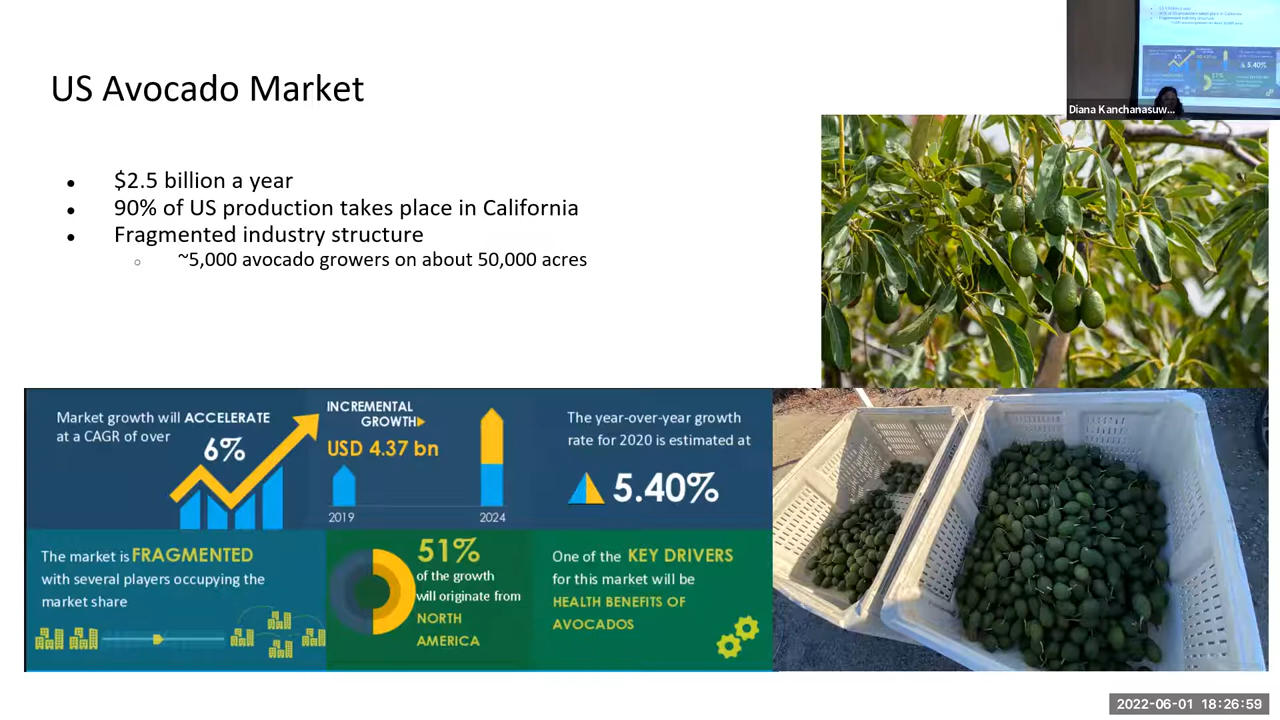 US Avocado Market
Diana Kanchanasuw...
● $2.5 billion a year
● 90% of US production takes place in California
● Fragmented industry structure
○ ~5,000 avocado growers on about 50,000 acres
Market growth will ACCELERATE
at a CAGR of over
6%
INCREMENTAL
GROWTH
USD 4.37 bn
2019
2024
The year-over-year growth
rate for 2020 is estimated at
5.40%
The market is FRAGMENTED
with several players occupying the
market share
51%
of the growth
will originate from
NORTH
AMERICA
One of the KEY DRIVERS
for this market will be
HEALTH BENEFITS OF
AVOCADOS
2022-06-01 18:26:59